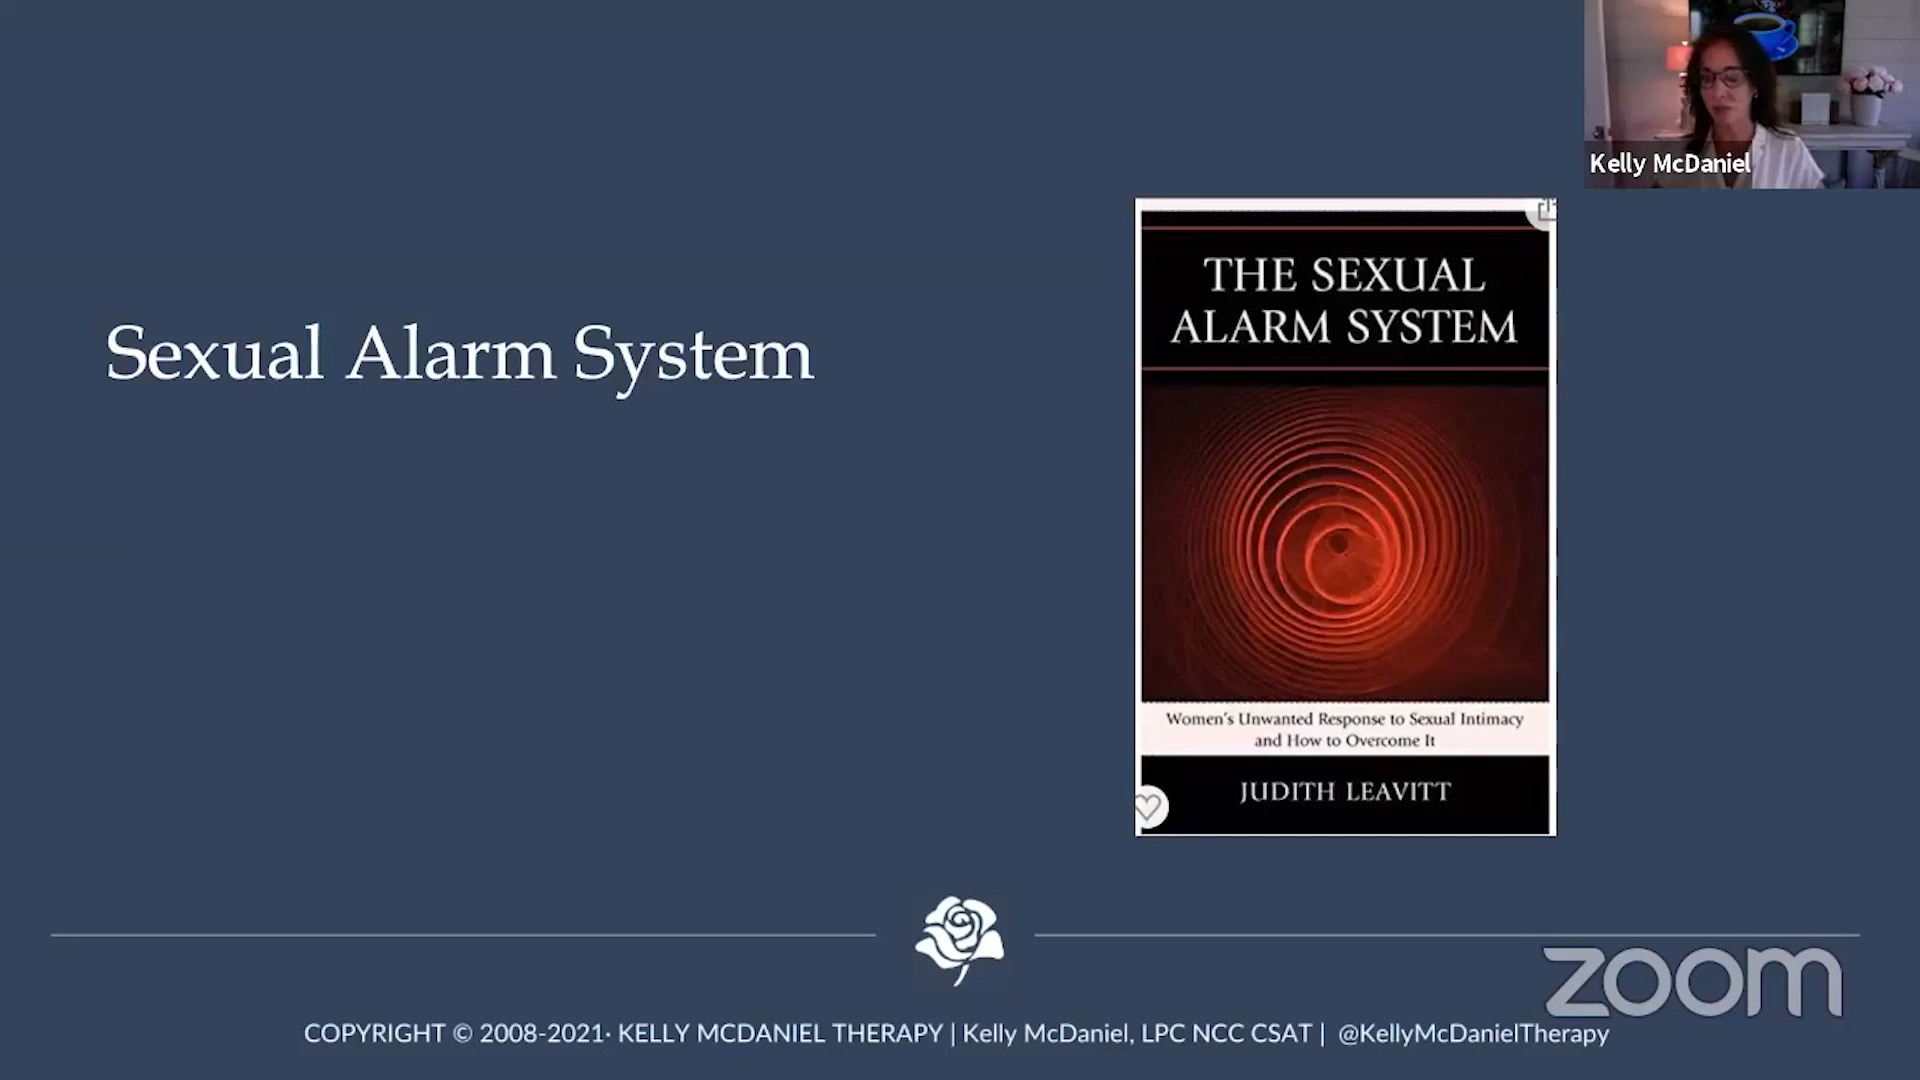 Kelly McDaniel
Sexual Alarm System
THE SEXUAL
ALARM SYSTEM
Women's Unwanted Response to Sexual Intimacy
and How to Overcome It
JUDITH LEAVITT
zoom
COPYRIGHT © 2008-2021· KELLY MCDANIEL THERAPY | Kelly McDaniel, LPC NCC CSAT | @KellyMcDanielTherapy